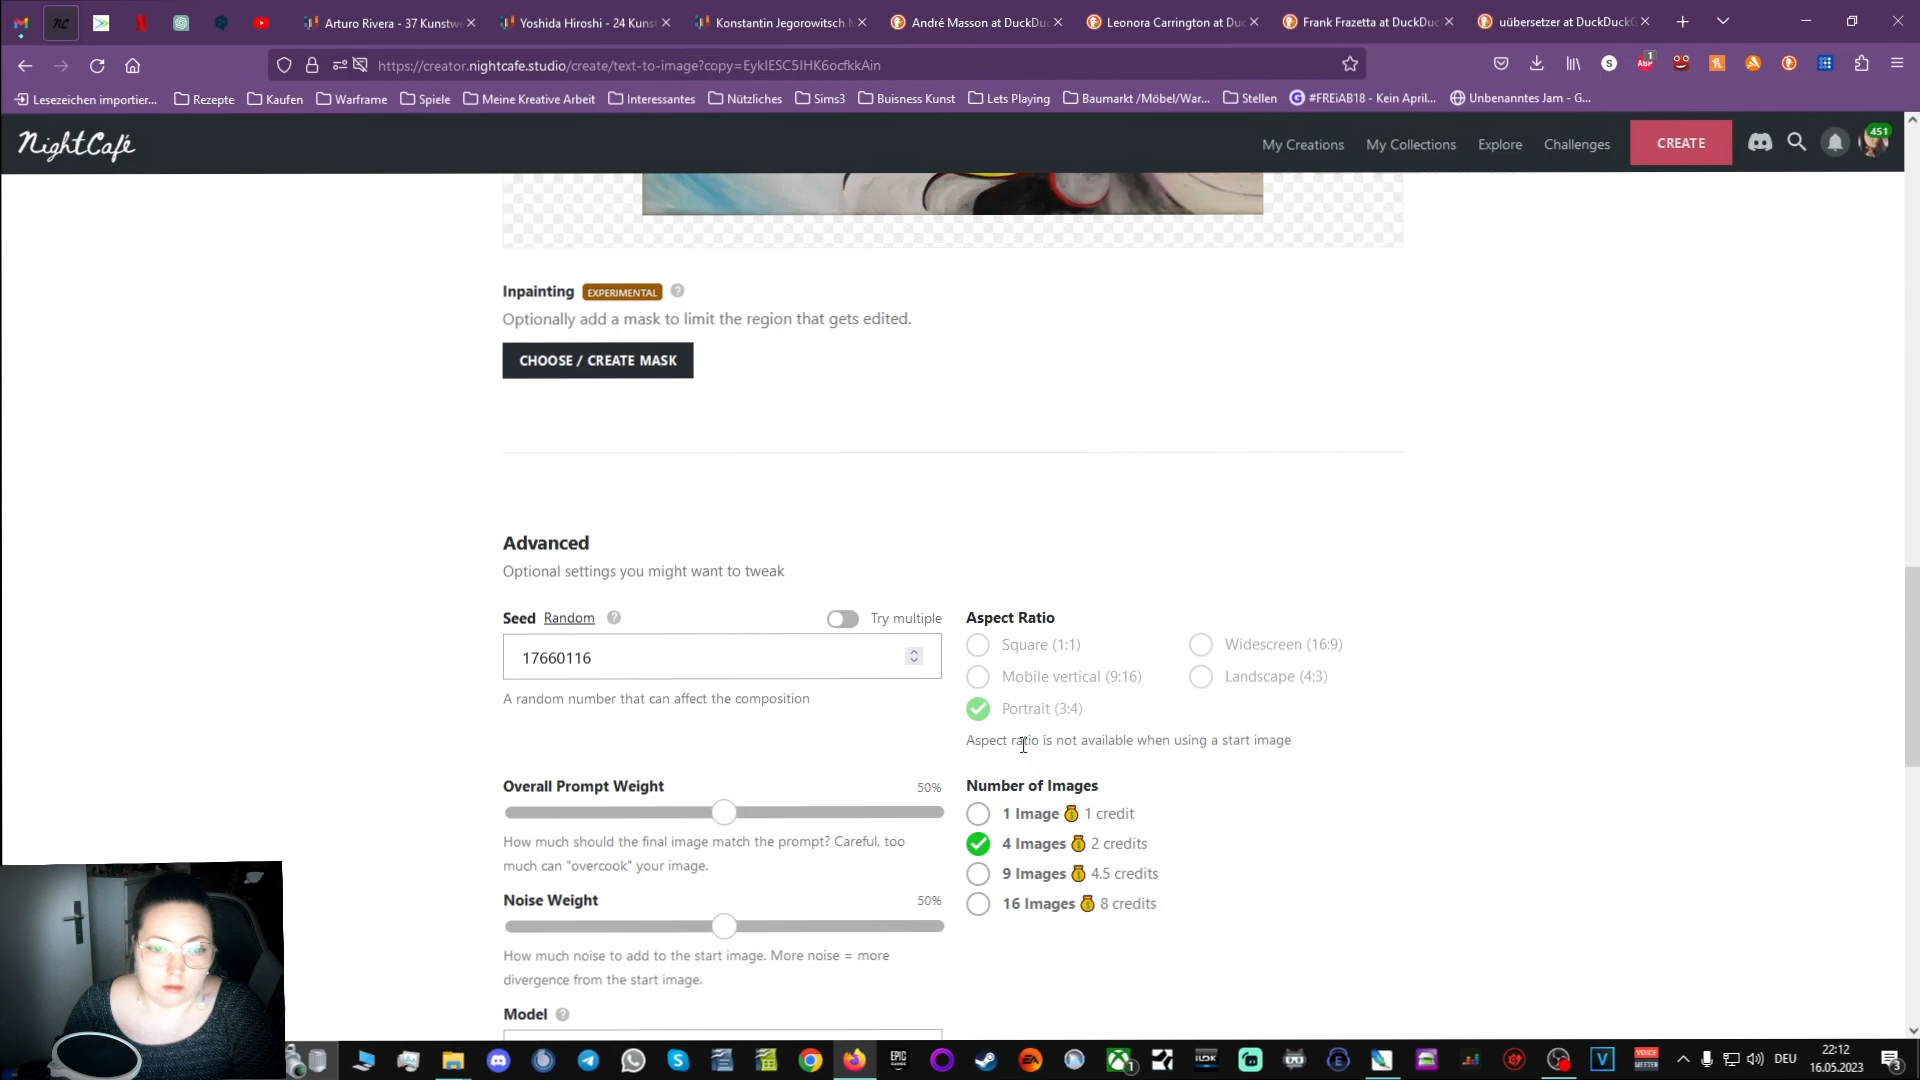 Arturo Rivera - 37 Kunstw
Yoshida Hiroshi - 24 Kunst
Konstantin Jegorowitsch
André Masson at DuckDu
Leonora Carrington at Du
Frank Frazetta at DuckDu
uübersetzer at DuckDuck
https://creator.nightcafe.studio/create/text-to-image?copy=EykIESC5IHK6ocfkkAin
Lesezeichen importier...
Rezepte
Kaufen
Warframe
Spiele
Meine Kreative Arbeit
Interessantes
Nützliches
Sims3
Buisness Kunst
Lets Playing
Baumarkt /Möbel/War...
Stellen
#FREiAB18 - Kein April...
Unbenanntes Jam - G...
NightCafé
My Creations
My Collections
Explore
Challenges
CREATE
451
Inpainting EXPERIMENTAL ?
Optionally add a mask to limit the region that gets edited.
CHOOSE / CREATE MASK
Advanced
Optional settings you might want to tweak
Seed Random ? Try multiple
17660116
A random number that can affect the composition
Aspect Ratio
Square (1:1)
Widescreen (16:9)
Mobile vertical (9:16)
Landscape (4:3)
Portrait (3:4)
Aspect ratio is not available when using a start image
Overall Prompt Weight 50%
How much should the final image match the prompt? Careful, too
much can "overcook" your image.
Number of Images
1 Image 1 credit
4 Images 2 credits
9 Images 4.5 credits
16 Images 8 credits
Noise Weight 50%
How much noise to add to the start image. More noise = more
divergence from the start image.
Model ?
DEU
22:12
16.05.2023